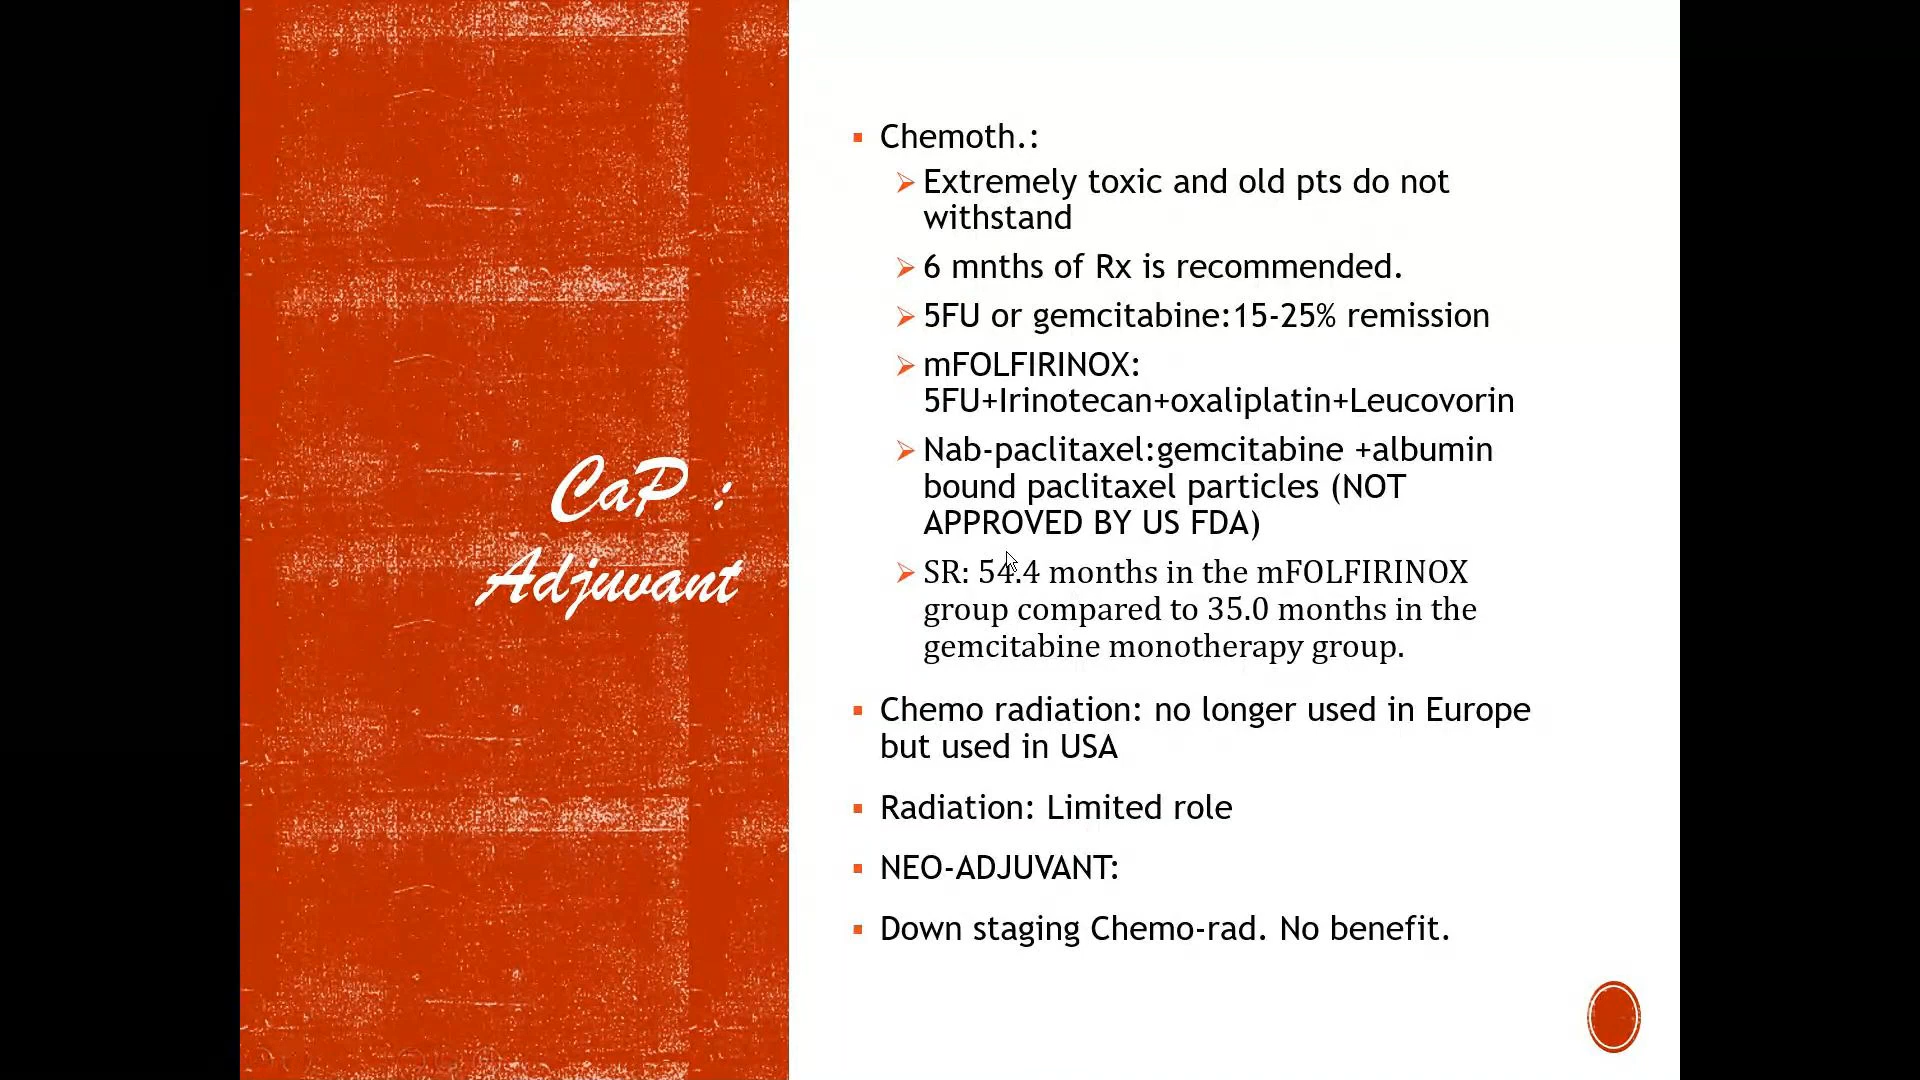 CaP :
Adjuvant
Chemoth.:
Extremely toxic and old pts do not
withstand
6 mnths of Rx is recommended.
5FU or gemcitabine:15-25% remission
mFOLFIRINOX:
5FU+Irinotecan+oxaliplatin+Leucovorin
Nab-paclitaxel:gemcitabine +albumin
bound paclitaxel particles (NOT
APPROVED BY US FDA)
SR: 54.4 months in the mFOLFIRINOX
group compared to 35.0 months in the
gemcitabine monotherapy group.
Chemo radiation: no longer used in Europe
but used in USA
Radiation: Limited role
NEO-ADJUVANT:
Down staging Chemo-rad. No benefit.